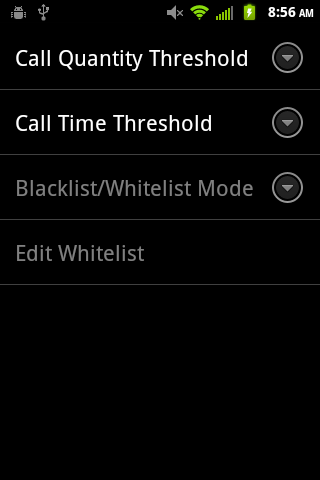 8:56 AM
Call Quantity Threshold
Call Time Threshold
Blacklist/Whitelist Mode
Edit Whitelist